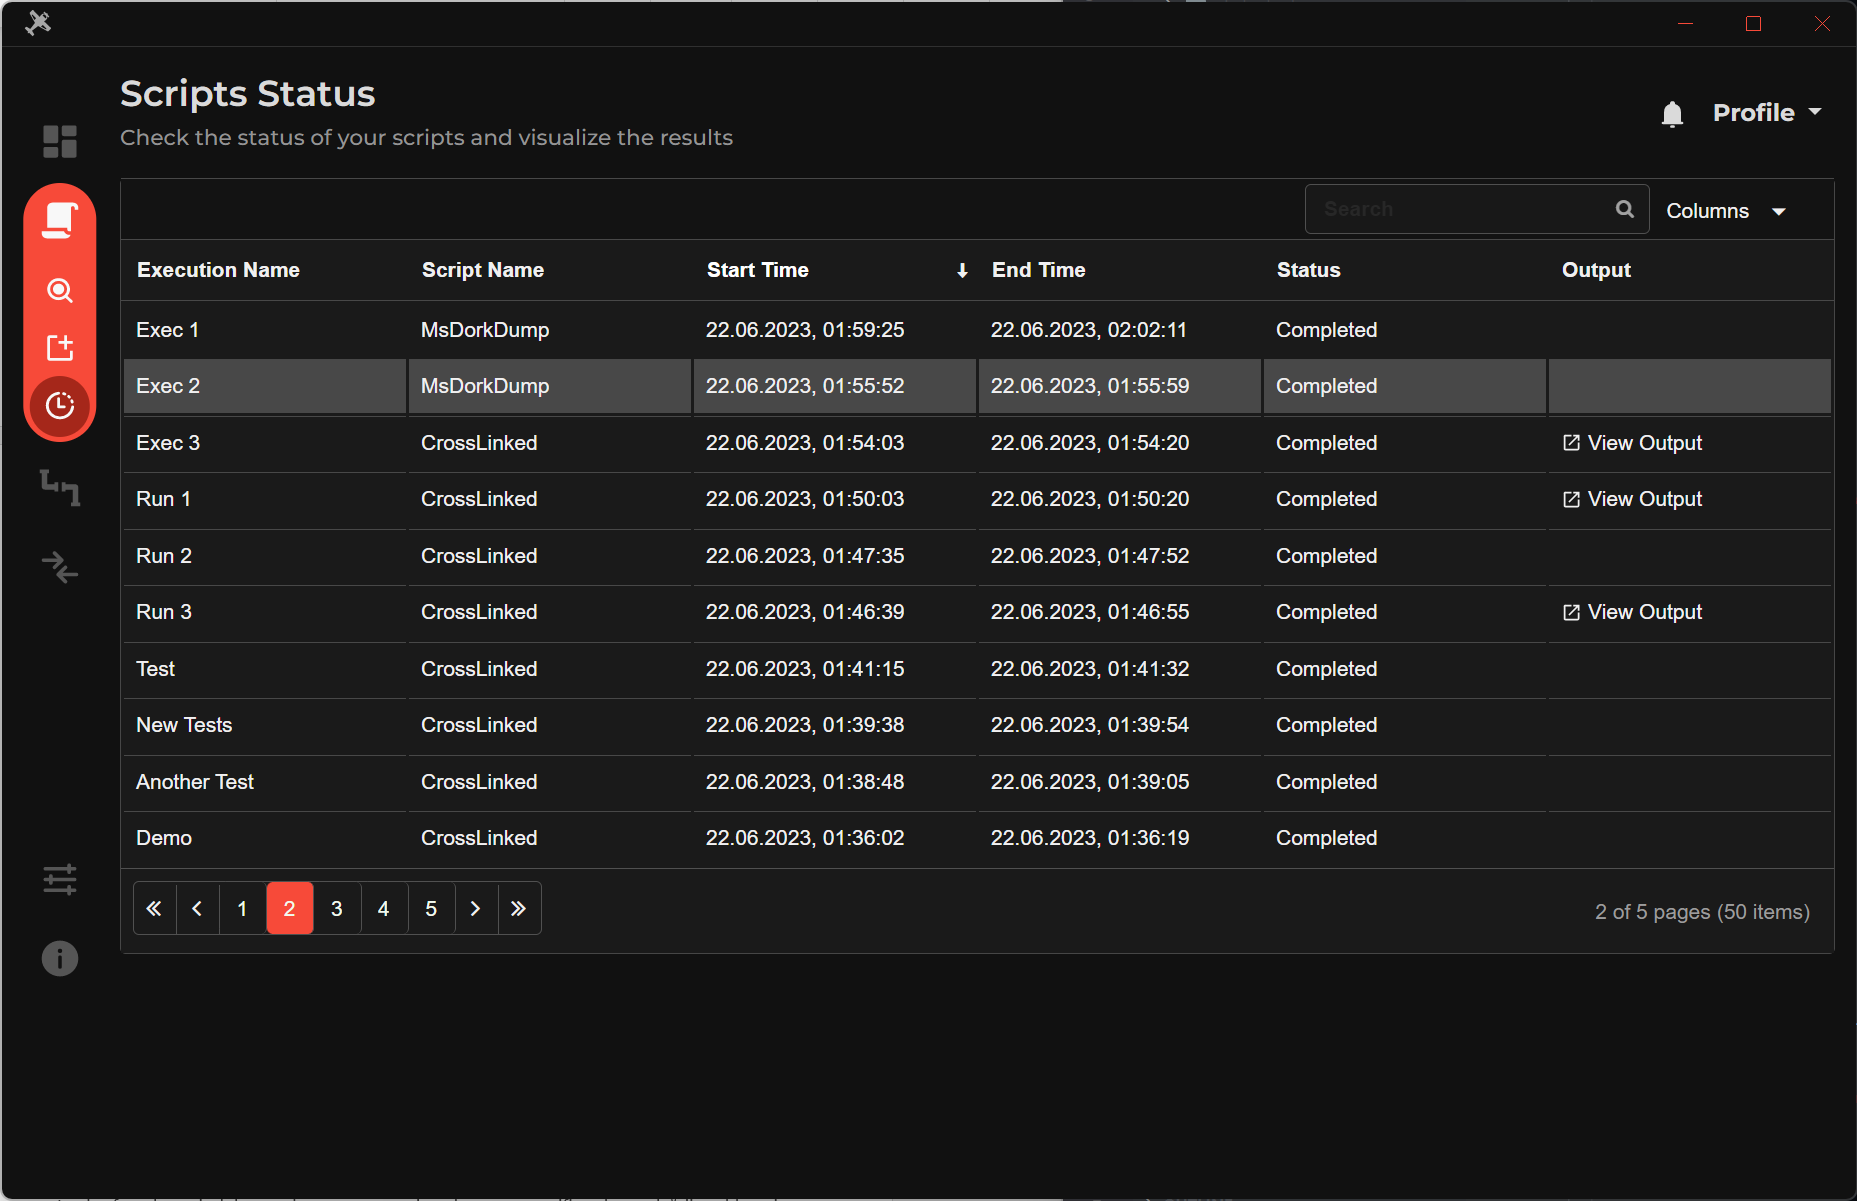 Scripts Status
Check the status of your scripts and visualize the results
Profile
Search
Columns
Execution Name Script Name Start Time End Time Status Output
Exec 1 MsDorkDump 22.06.2023, 01:59:25 22.06.2023, 02:02:11 Completed
Exec 2 MsDorkDump 22.06.2023, 01:55:52 22.06.2023, 01:55:59 Completed
Exec 3 CrossLinked 22.06.2023, 01:54:03 22.06.2023, 01:54:20 Completed View Output
Run 1 CrossLinked 22.06.2023, 01:50:03 22.06.2023, 01:50:20 Completed View Output
Run 2 CrossLinked 22.06.2023, 01:47:35 22.06.2023, 01:47:52 Completed
Run 3 CrossLinked 22.06.2023, 01:46:39 22.06.2023, 01:46:55 Completed View Output
Test CrossLinked 22.06.2023, 01:41:15 22.06.2023, 01:41:32 Completed
New Tests CrossLinked 22.06.2023, 01:39:38 22.06.2023, 01:39:54 Completed
Another Test CrossLinked 22.06.2023, 01:38:48 22.06.2023, 01:39:05 Completed
Demo CrossLinked 22.06.2023, 01:36:02 22.06.2023, 01:36:19 Completed
« ‹ 1 2 3 4 5 › »
2 of 5 pages (50 items)